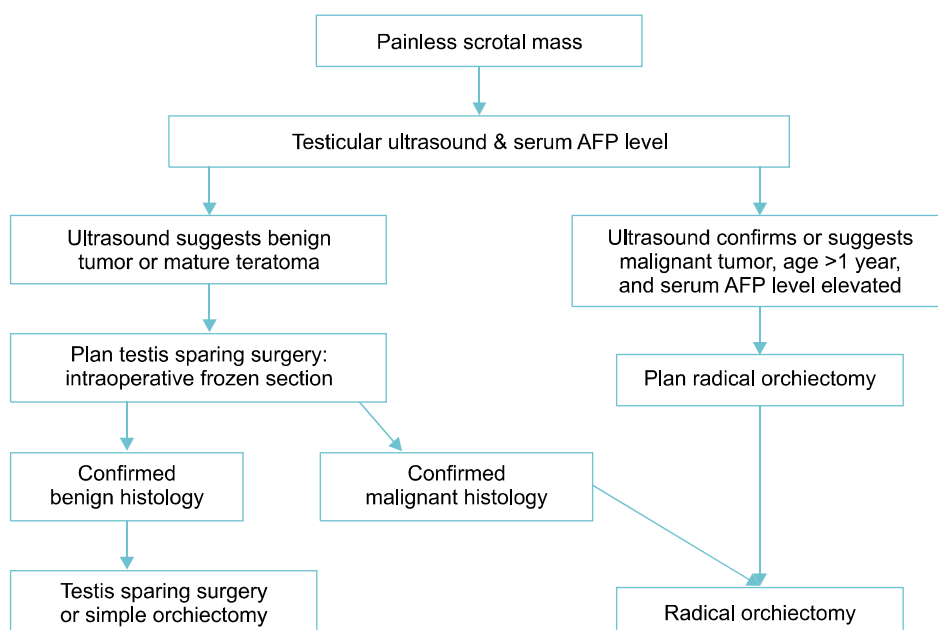 Painless scrotal mass
Testicular ultrasound & serum AFP level
Ultrasound suggests benign
tumor or mature teratoma
Ultrasound confirms or suggests
malignant tumor, age >1 year,
and serum AFP level elevated
Plan testis sparing surgery:
intraoperative frozen section
Plan radical orchiectomy
Confirmed
benign histology
Confirmed
malignant histology
Testis sparing surgery
or simple orchiectomy
Radical orchiectomy